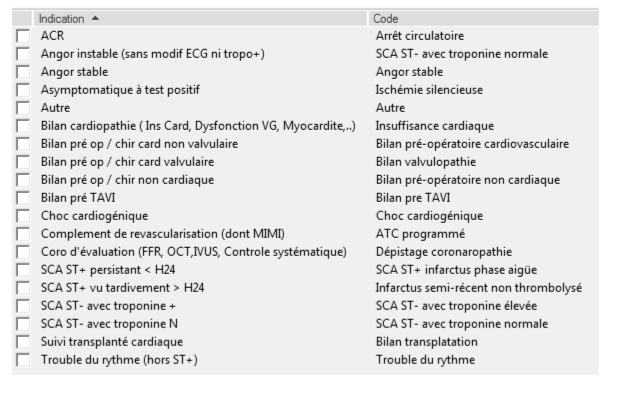 Indication ▲ Code
ACR Arrêt circulatoire
Angor instable (sans modif ECG ni tropo+) SCA ST- avec troponine normale
Angor stable Angor stable
Asymptomatique à test positif Ischémie silencieuse
Autre Autre
Bilan cardiopathie ( Ins Card, Dysfonction VG, Myocardite,..) Insuffisance cardiaque
Bilan pré op / chir card non valvulaire Bilan pré-opératoire cardiovasculaire
Bilan pré op / chir card valvulaire Bilan valvulopathie
Bilan pré op / chir non cardiaque Bilan pré-opératoire non cardiaque
Bilan pré TAVI Bilan pre TAVI
Choc cardiogénique Choc cardiogénique
Complement de revascularisation (dont MIMI) ATC programmé
Coro d'évaluation (FFR, OCT,IVUS, Controle systématique) Dépistage coronaropathie
SCA ST+ persistant < H24 SCA ST+ infarctus phase aigüe
SCA ST+ vu tardivement > H24 Infarctus semi-récent non thrombolysé
SCA ST- avec troponine + SCA ST- avec troponine élevée
SCA ST- avec troponine N SCA ST- avec troponine normale
Suivi transplanté cardiaque Bilan transplatation
Trouble du rythme (hors ST+) Trouble du rythme